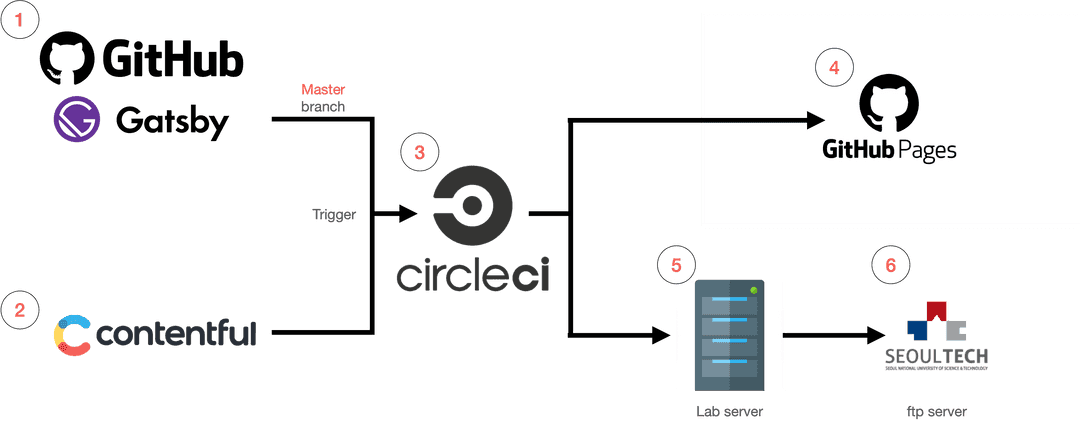 1
GitHub
Gatsby
Master
branch
Trigger
2
contentful
3
circleci
4
GitHub Pages
5
Lab server
6
SEOULTECH
SEOUL NATIONAL UNIVERSITY OF SCIENCE & TECHNOLOGY
ftp server